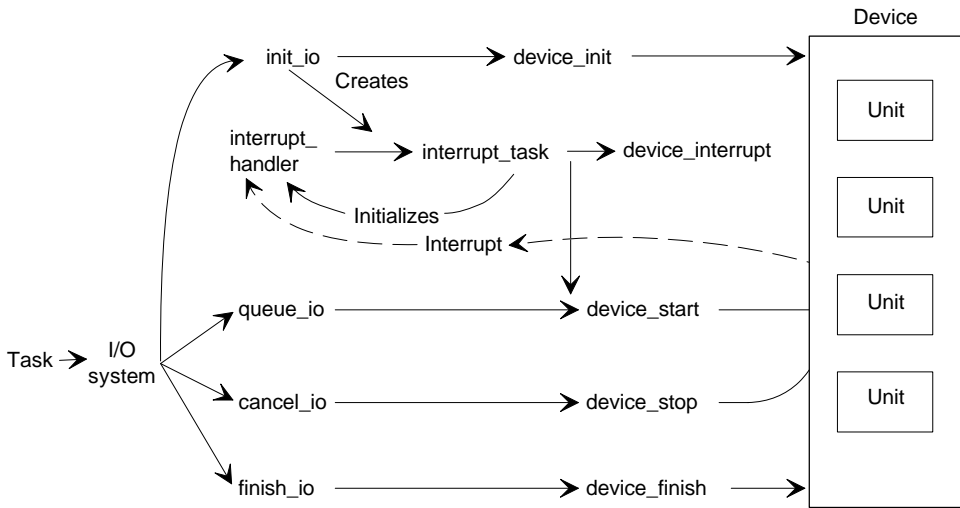 Device
init_io
device_init
Creates
Unit
interrupt_
handler
interrupt_task
device_interrupt
Unit
Initializes
Interrupt
queue_io
device_start
Unit
Task
I/O
system
cancel_io
device_stop
Unit
finish_io
device_finish